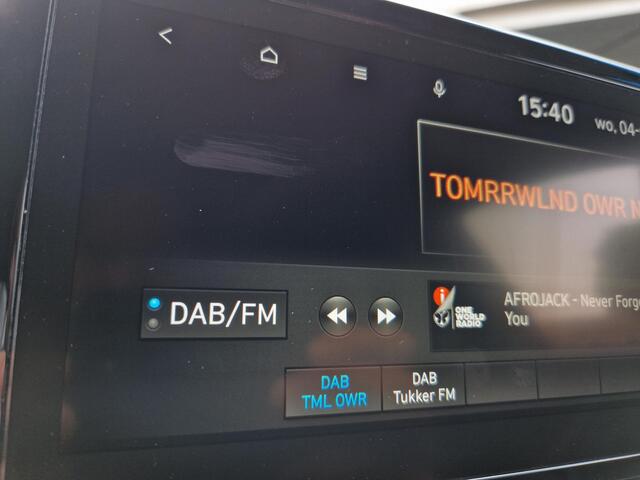 15:40
wo, 04-
TOMRRWLND OWR N
DAB/FM
i
ONE
WORLD
RADIO
AFROJACK - Never Forge
You
DAB
TML OWR
DAB
Tukker FM